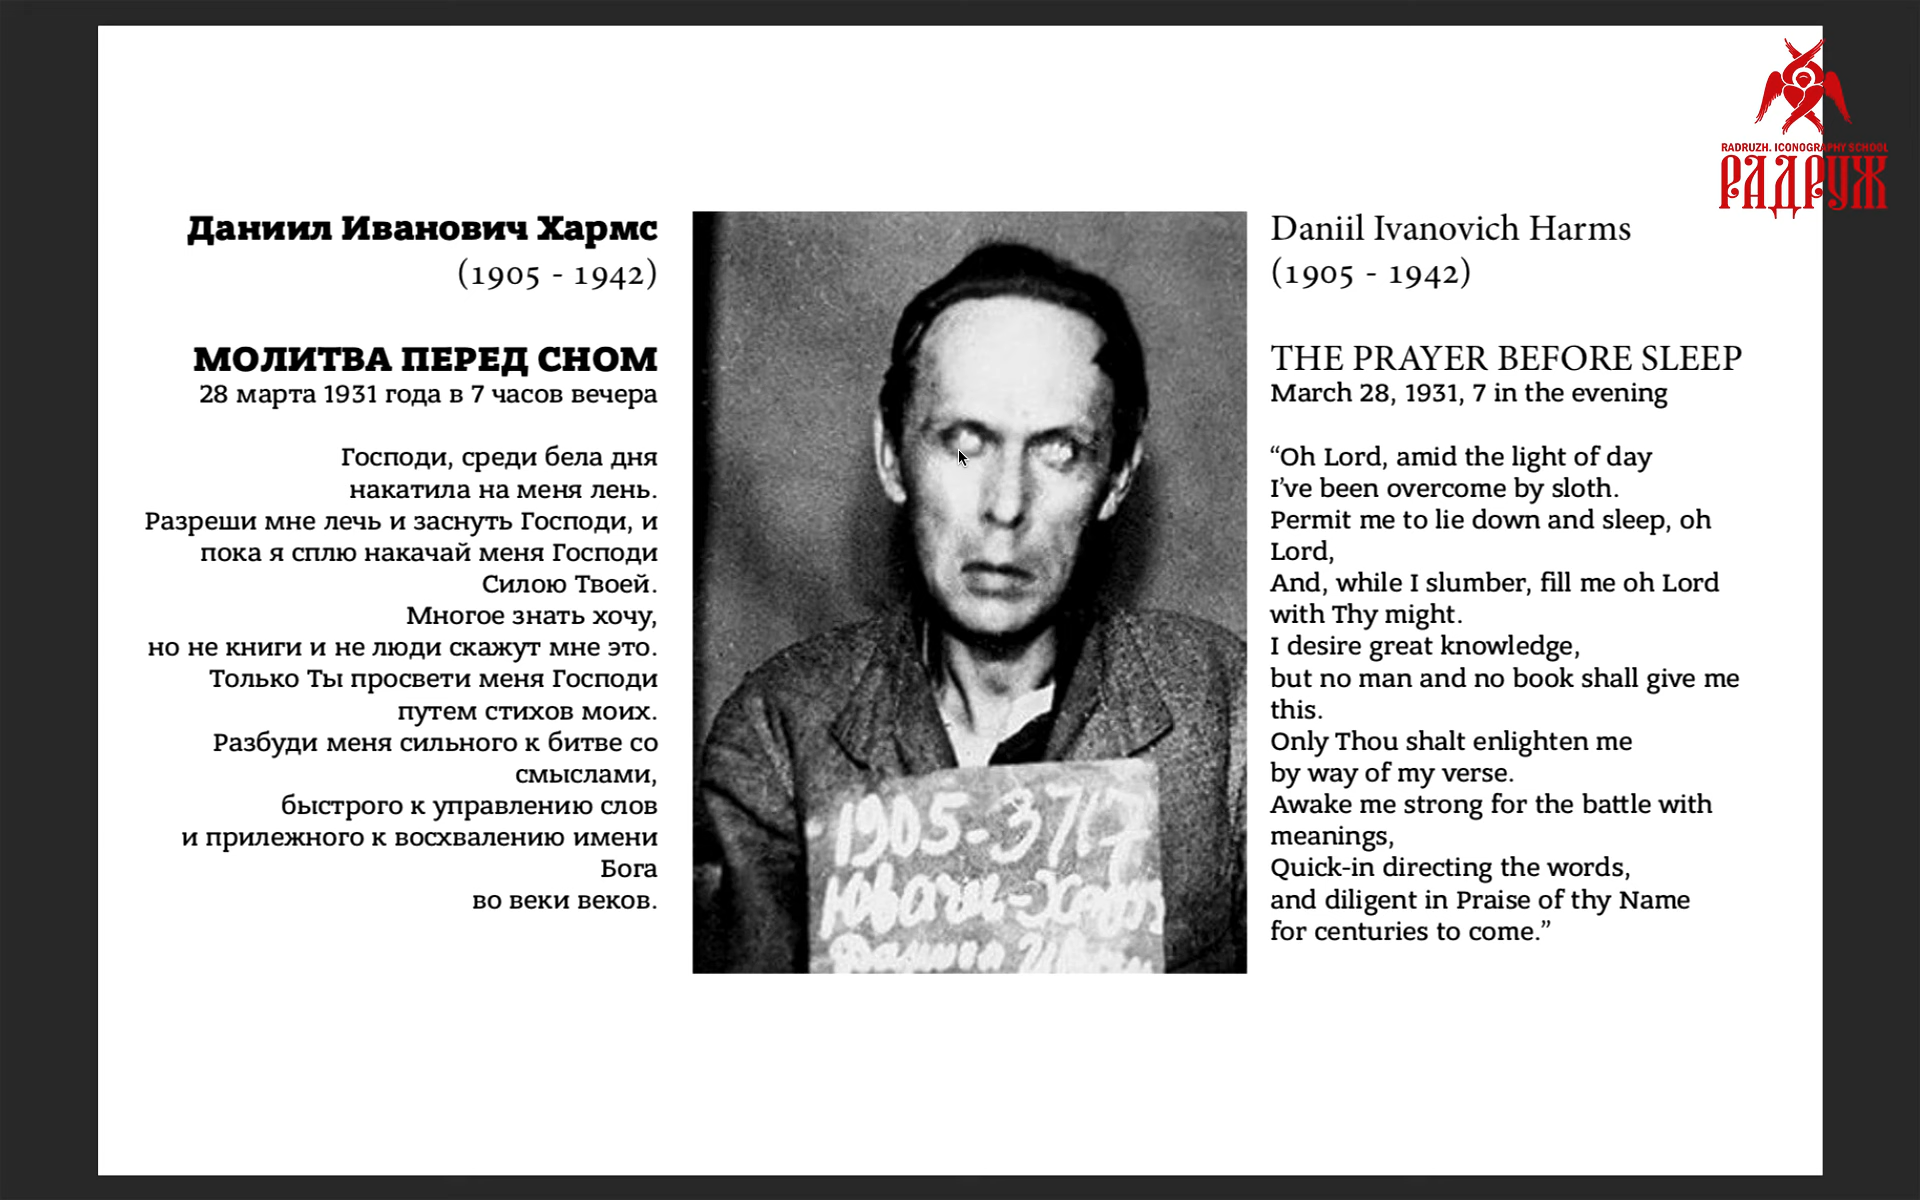 RADRUZH. ICONOGRAPHY SCHOOL
РАДРУЖ
Даниил Иванович Хармс
(1905 - 1942)
МОЛИТВА ПЕРЕД СНОМ
28 марта 1931 года в 7 часов вечера
Господи, среди бела дня
накатила на меня лень.
Разреши мне лечь и заснуть Господи, и
пока я сплю накачай меня Господи
Силою Твоей.
Многое знать хочу,
но не книги и не люди скажут мне это.
Только Ты просвети меня Господи
путем стихов моих.
Разбуди меня сильного к битве со
смыслами,
быстрого к управлению слов
и прилежного к восхвалению имени
Бога
во веки веков.
1905-3717
Ювачи-Хармс
Даниил Иван
Daniil Ivanovich Harms
(1905 - 1942)
THE PRAYER BEFORE SLEEP
March 28, 1931, 7 in the evening
“Oh Lord, amid the light of day
I’ve been overcome by sloth.
Permit me to lie down and sleep, oh
Lord,
And, while I slumber, fill me oh Lord
with Thy might.
I desire great knowledge,
but no man and no book shall give me
this.
Only Thou shalt enlighten me
by way of my verse.
Awake me strong for the battle with
meanings,
Quick-in directing the words,
and diligent in Praise of thy Name
for centuries to come.”